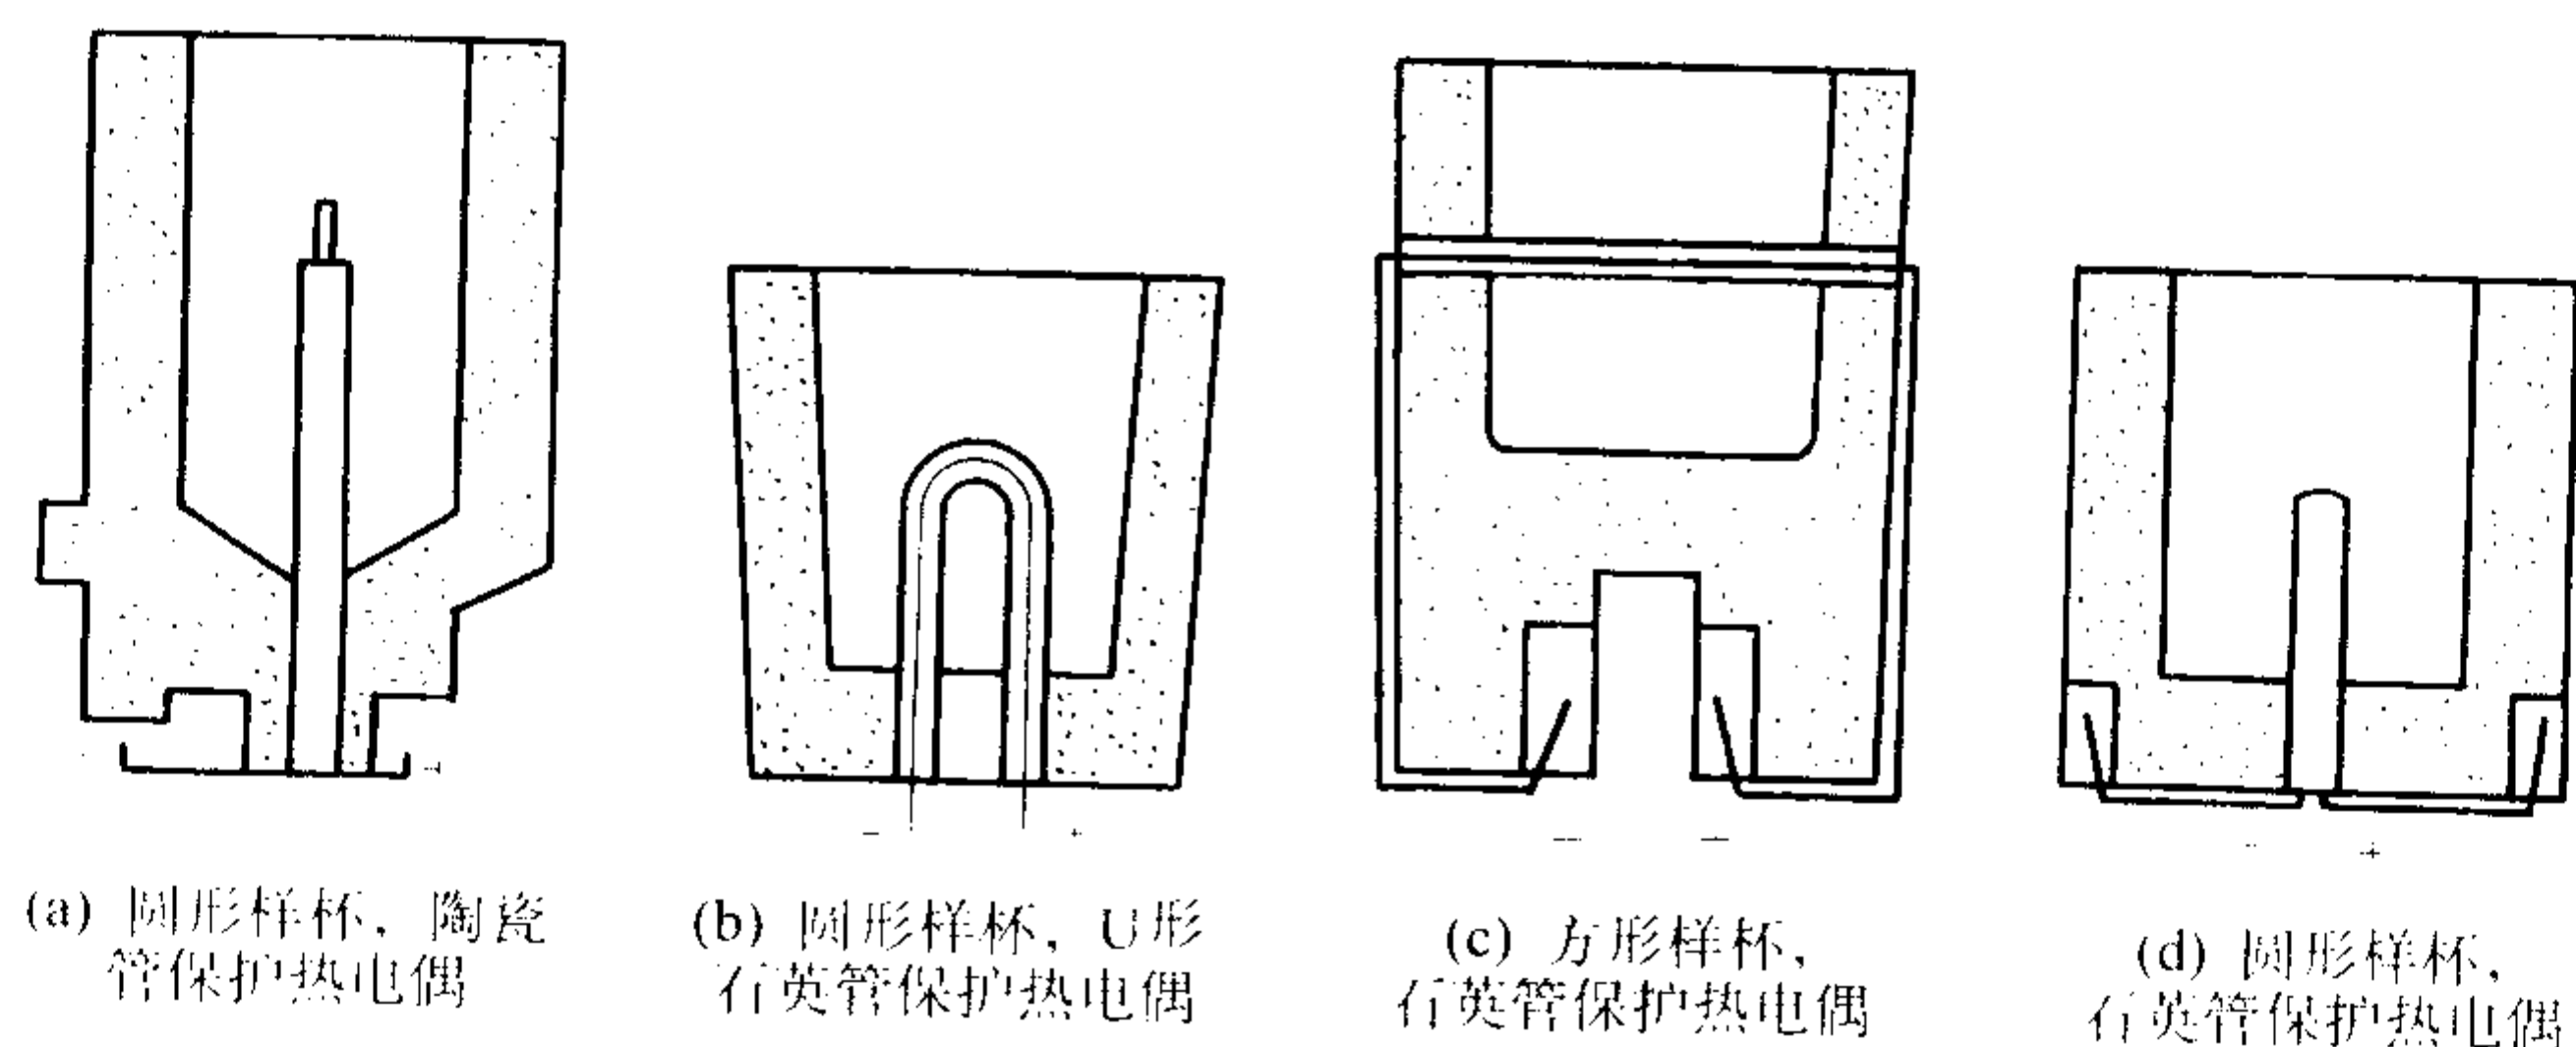 (a) 圆形样杯，陶瓷
管保护热电偶
(b) 圆形样杯，U形
石英管保护热电偶
(c) 方形样杯，
石英管保护热电偶
(d) 圆形样杯，
石英管保护热电偶